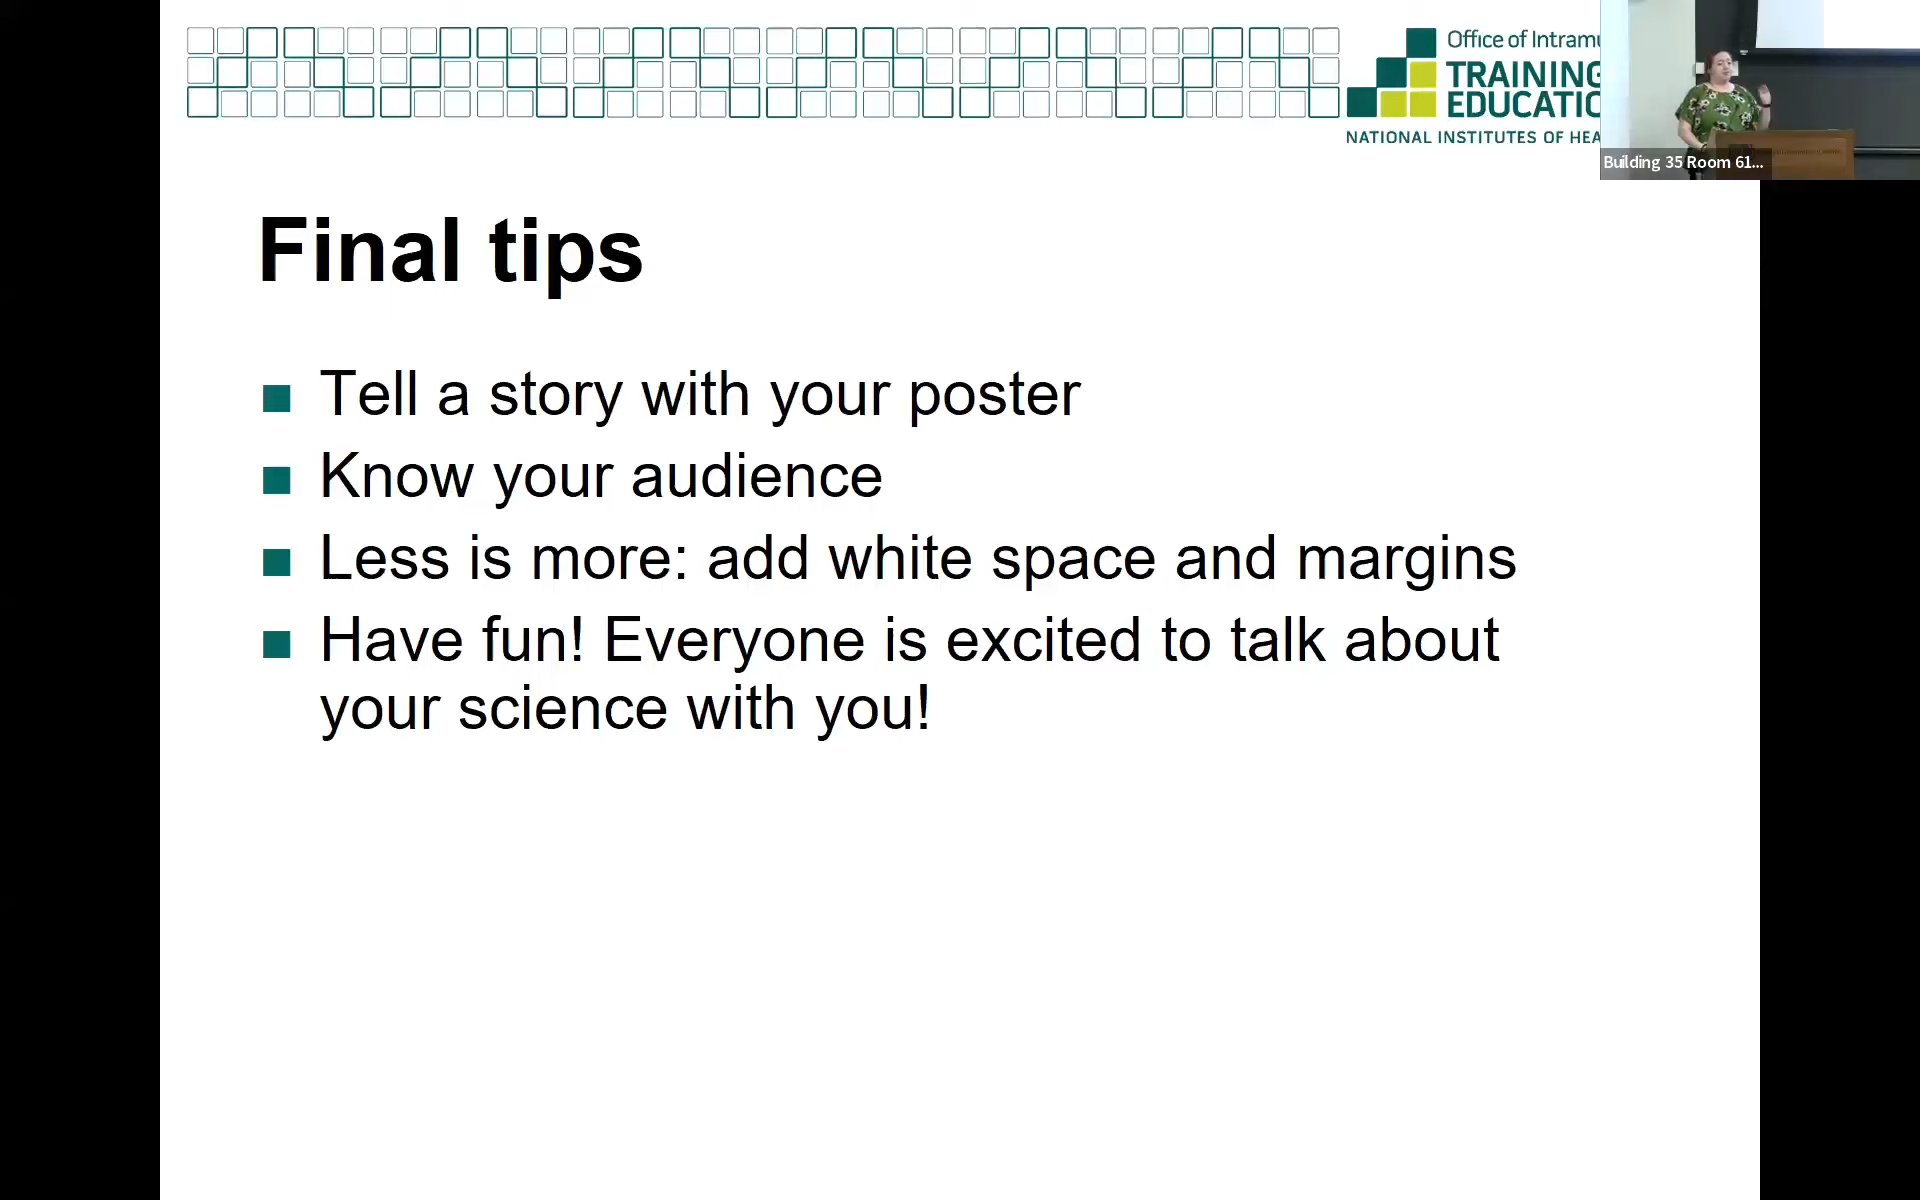 Office of Intramu
TRAINING
EDUCATIO
NATIONAL INSTITUTES OF HEA
Building 35 Room 61...
Final tips
Tell a story with your poster
Know your audience
Less is more: add white space and margins
Have fun! Everyone is excited to talk about
your science with you!